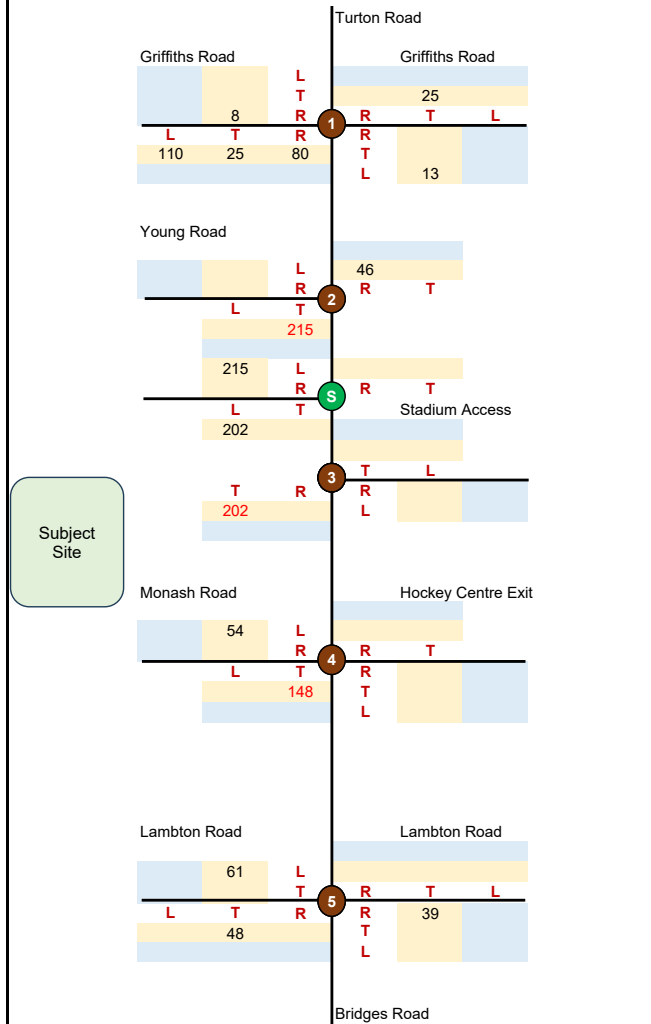 Turton Road
Griffiths Road Griffiths Road
L
T 25
8 R 1 R T L
L T R R
110 25 80 T
L 13
Young Road
L 46
R 2 R T
L T
215
215 L
R S R T
L T Stadium Access
202
3 T L
T R R
202 L
Subject
Site
Monash Road Hockey Centre Exit
54 L
R 4 R T
L T R
148 T
L
Lambton Road Lambton Road
61 L
T 5 R T L
L T R R 39
48 T
L
Bridges Road